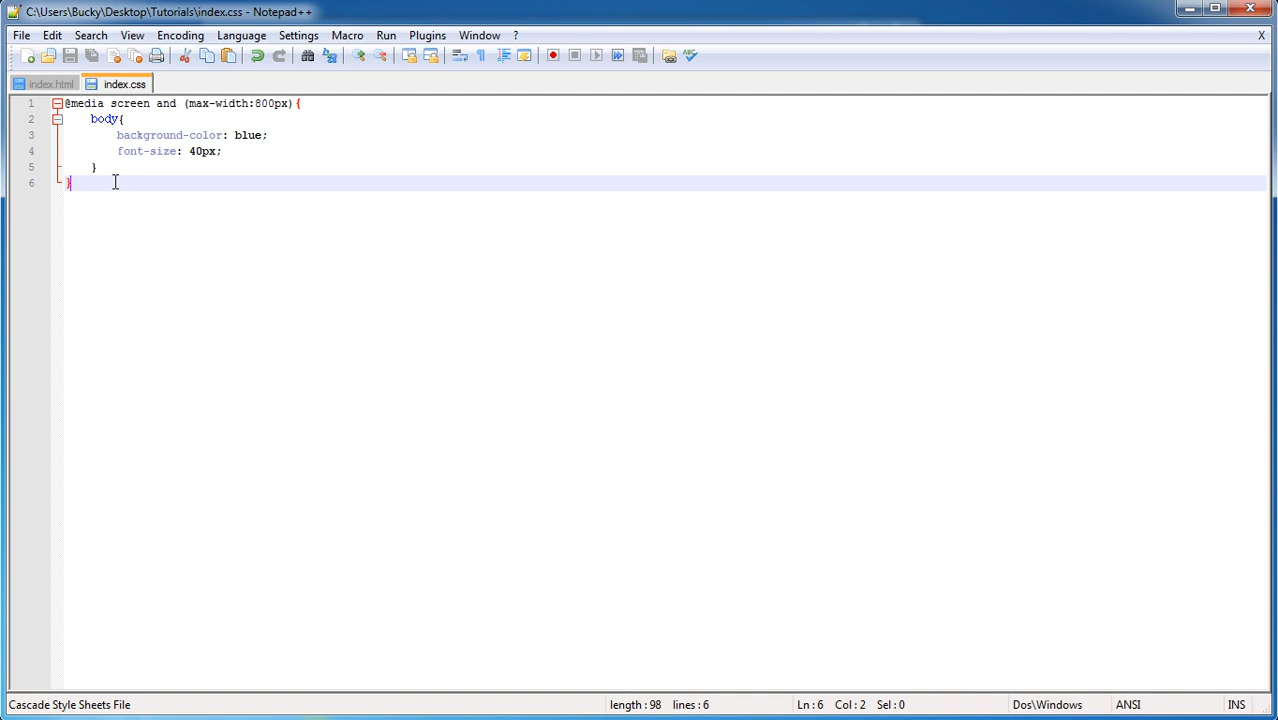 C:\Users\Bucky\Desktop\Tutorials\index.css - Notepad++
File Edit Search View Encoding Language Settings Macro Run Plugins Window ? X
index.html index.css
1 @media screen and (max-width:800px){
2 body{
3 background-color: blue;
4 font-size: 40px;
5 }
6 }
Cascade Style Sheets File length : 98 lines : 6 Ln : 6 Col : 2 Sel : 0 Dos\Windows ANSI INS